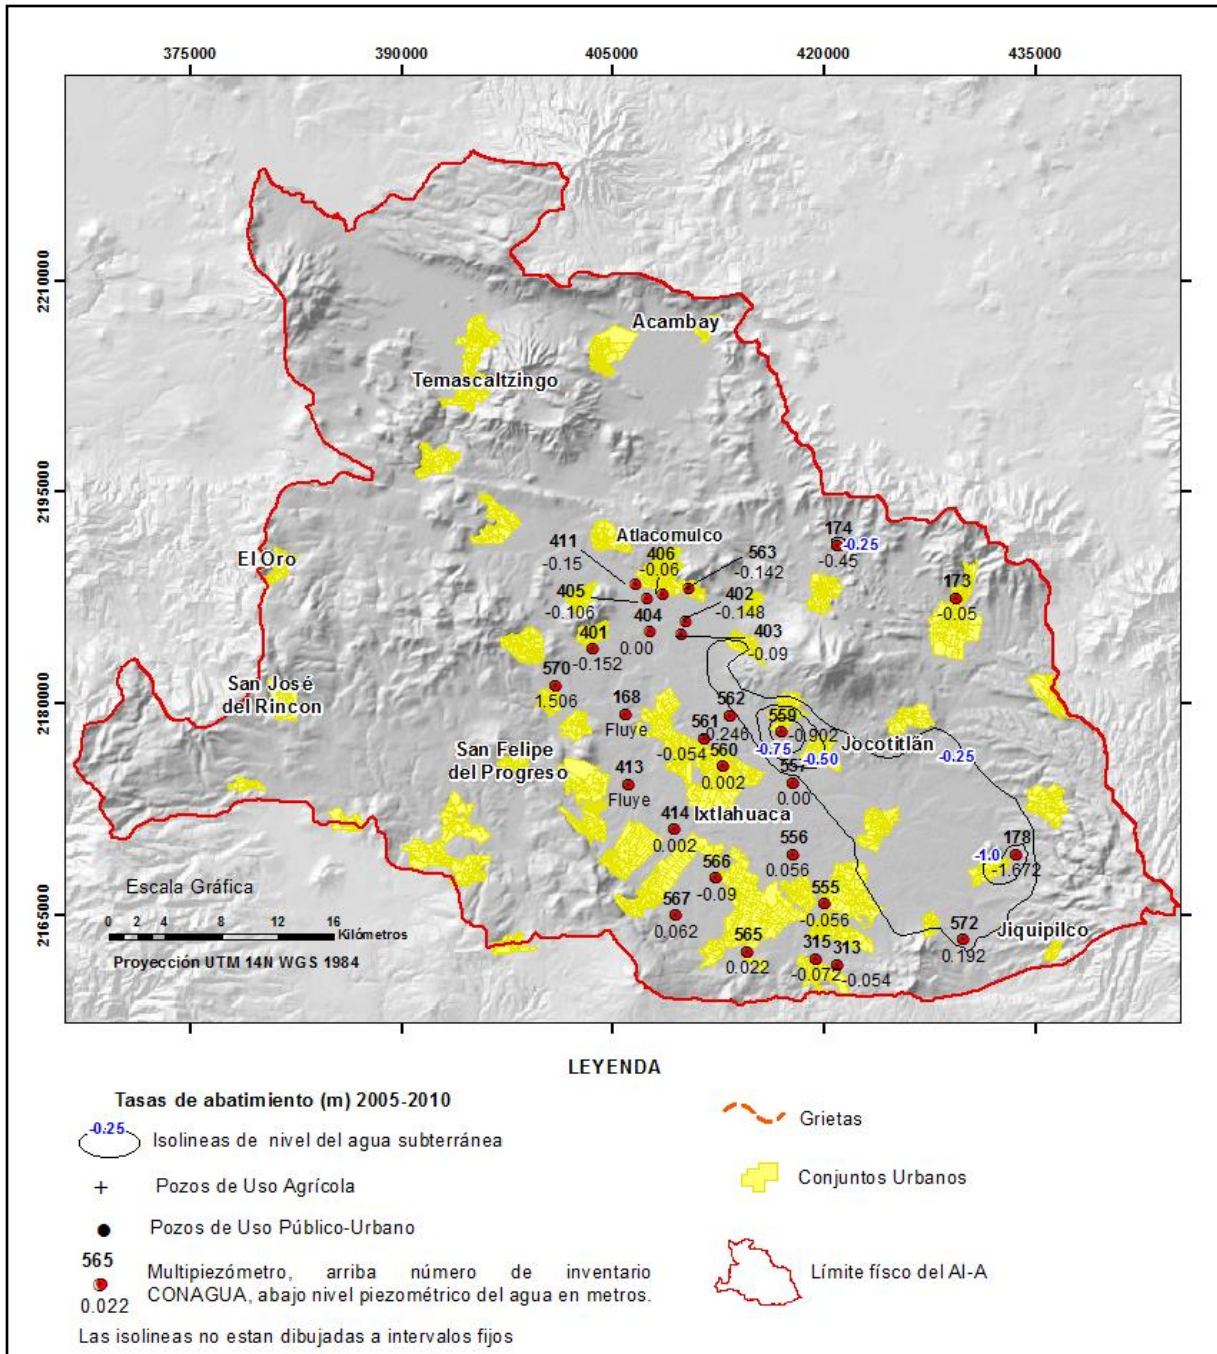 375000 390000 405000 420000 435000
2210000
2195000
2180000
2165000
Acambay
Temascaltzingo
Atlacomulco
El Oro
411
-0.15
406
-0.06
563
-0.142
174
-0.25
-0.45
405
-0.106
404
0.00
402
-0.148
173
-0.05
401
-0.152
403
-0.09
570
1.506
San José
del Rincon
168
Fluye
562
-0.246
559
-0.902
561
-0.054
560
0.002
-0.75
-0.50
Jocotitlán
-0.25
San Felipe
del Progreso
413
Fluye
557
0.00
Ixtlahuaca
414
0.002
556
0.056
178
-1.0
-1.672
566
-0.09
555
-0.056
567
0.062
572
0.192
Jiquipilco
565
0.022
315
-0.072
313
-0.054
Escala Gráfica
0 2 4 8 12 16
Kilómetros
Proyección UTM 14N WGS 1984
LEYENDA
Tasas de abatimiento (m) 2005-2010
-0.25
Isolineas de nivel del agua subterránea
Pozos de Uso Agrícola
Pozos de Uso Público-Urbano
565
Multipiezómetro, arriba número de inventario
CONAGUA, abajo nivel piezométrico del agua en metros.
0.022
Las isolineas no estan dibujadas a intervalos fijos
Grietas
Conjuntos Urbanos
Límite físco del AI-A